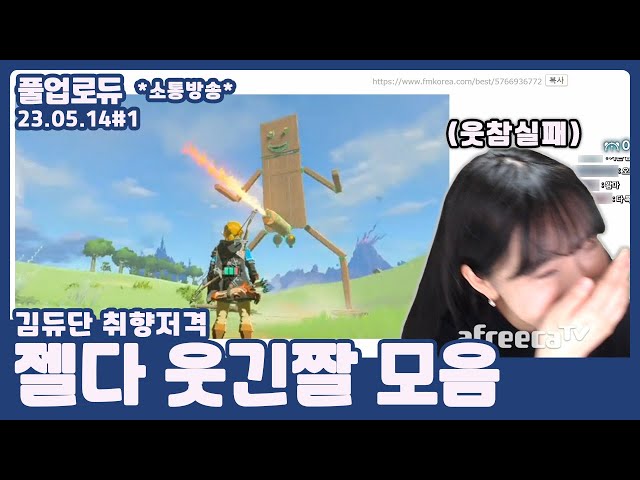 풀업로듀 *소통방송*
23.05.14#1
https://www.fmkorea.com/best/5766936772 복사
(웃참실패)
김듀단 취향저격
젤다 웃긴짤 모음
afreecaTV